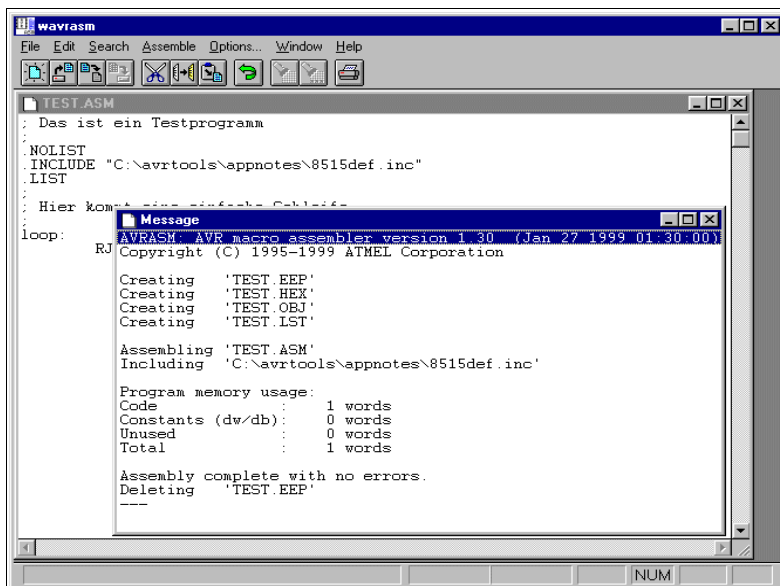 wavrasm
File Edit Search Assemble Options... Window Help
TEST.ASM
; Das ist ein Testprogramm
;
.NOLIST
.INCLUDE "C:\avrtools\appnotes\8515def.inc"
.LIST
;
; Hier kommt eine einfache Schleife
;
loop:
RJ
Message
AVRASM: AVR macro assembler version 1.30 (Jan 27 1999 01:30:00)
Copyright (C) 1995-1999 ATMEL Corporation
Creating 'TEST.EEP'
Creating 'TEST.HEX'
Creating 'TEST.OBJ'
Creating 'TEST.LST'
Assembling 'TEST.ASM'
Including 'C:\avrtools\appnotes\8515def.inc'
Program memory usage:
Code : 1 words
Constants (dw/db): 0 words
Unused : 0 words
Total : 1 words
Assembly complete with no errors.
Deleting 'TEST.EEP'
----
NUM